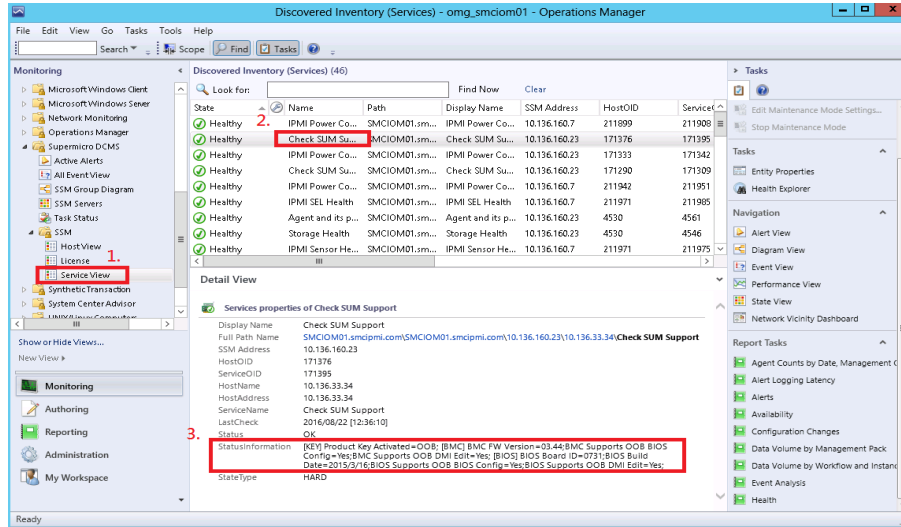 Discovered Inventory (Services) - omg_smciom01 - Operations Manager
File Edit View Go Tasks Tools Help
Search Scope Find Tasks
Monitoring
Microsoft Windows Client
Microsoft Windows Server
Network Monitoring
Operations Manager
Supermicro DCMS
Active Alerts
All Event View
SSM Group Diagram
SSM Servers
Task Status
SSM
Host View
1.
License
Service View
Synthetic Transaction
System Center Advisor
UNIX/Linux Computers
Show or Hide Views...
New View
Monitoring
Authoring
Reporting
Administration
My Workspace
Discovered Inventory (Services) (46)
Look for: Find Now Clear
State Name Path Display Name SSM Address HostOID
2.
Healthy IPMI Power Co... SMCIOM01.sm... IPMI Power Co... 10.136.160.7 211899 211908
Healthy Check SUM Su... SMCIOM01.sm... Check SUM Su... 10.136.160.23 171376 171395
Healthy IPMI Power Co... SMCIOM01.sm... IPMI Power Co... 10.136.160.23 171333 171342
Healthy Check SUM Su... SMCIOM01.sm... Check SUM Su... 10.136.160.23 171290 171309
Healthy IPMI Power Co... SMCIOM01.sm... IPMI Power Co... 10.136.160.7 211942 211951
Healthy IPMI SEL Health SMCIOM01.sm... IPMI SEL Health 10.136.160.7 211971 211985
Healthy Agent and its p... SMCIOM01.sm... Agent and its p... 10.136.160.23 4530 4561
Healthy Storage Health SMCIOM01.sm... Storage Health 10.136.160.23 4530 4546
Healthy IPMI Sensor He... SMCIOM01.sm... IPMI Sensor He... 10.136.160.7 211971 211975
Detail View
Services properties of Check SUM Support
Display Name Check SUM Support
Full Path Name SMCIOM01.smcipmi.com\SMCIOM01.smcipmi.com\10.136.160.23\10.136.33.34\Check SUM Support
SSM Address 10.136.160.23
HostOID 171376
ServiceOID 171395
HostName 10.136.33.34
HostAddress 10.136.33.34
ServiceName Check SUM Support
LastCheck 2016/08/22 [12:36:10]
Status OK
3.
StatusInformation [KEY] Product Key Activated=OOB; [BMC] BMC FW Version=03.44;BMC Supports OOB BIOS
Config=Yes;BMC Supports OOB DMI Edit=Yes; [BIOS] BIOS Board ID=0731;BIOS Build
Date=2015/3/16;BIOS Supports OOB BIOS Config=Yes;BIOS Supports OOB DMI Edit=Yes;
StateType HARD
Tasks
Edit Maintenance Mode Settings...
Stop Maintenance Mode
Tasks
Entity Properties
Health Explorer
Navigation
Alert View
Diagram View
Event View
Performance View
State View
Network Vicinity Dashboard
Report Tasks
Agent Counts by Date, Management
Alert Logging Latency
Alerts
Availability
Configuration Changes
Data Volume by Management Pack
Data Volume by Workflow and Instanc
Event Analysis
Health
Ready